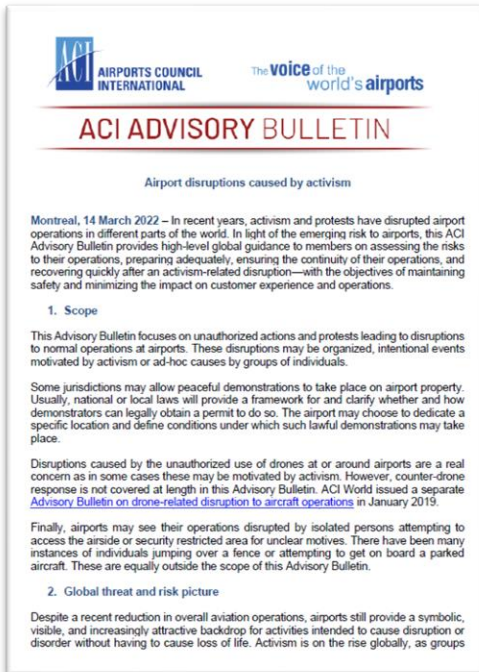 ACI
AIRPORTS COUNCIL
INTERNATIONAL
The voice of the
world's airports
ACI ADVISORY BULLETIN
Airport disruptions caused by activism
Montreal, 14 March 2022 – In recent years, activism and protests have disrupted airport
operations in different parts of the world. In light of the emerging risk to airports, this ACI
Advisory Bulletin provides high-level global guidance to members on assessing the risks
to their operations, preparing adequately, ensuring the continuity of their operations, and
recovering quickly after an activism-related disruption—with the objectives of maintaining
safety and minimizing the impact on customer experience and operations.
1. Scope
This Advisory Bulletin focuses on unauthorized actions and protests leading to disruptions
to normal operations at airports. These disruptions may be organized, intentional events
motivated by activism or ad-hoc causes by groups of individuals.
Some jurisdictions may allow peaceful demonstrations to take place on airport property.
Usually, national or local laws will provide a framework for and clarify whether and how
demonstrators can legally obtain a permit to do so. The airport may choose to dedicate a
specific location and define conditions under which such lawful demonstrations may take
place.
Disruptions caused by the unauthorized use of drones at or around airports are a real
concern as in some cases these may be motivated by activism. However, counter-drone
response is not covered at length in this Advisory Bulletin. ACI World issued a separate
Advisory Bulletin on drone-related disruption to aircraft operations in January 2019.
Finally, airports may see their operations disrupted by isolated persons attempting to
access the airside or security restricted area for unclear motives. There have been many
instances of individuals jumping over a fence or attempting to get on board a parked
aircraft. These are equally outside the scope of this Advisory Bulletin.
2. Global threat and risk picture
Despite a recent reduction in overall aviation operations, airports still provide a symbolic,
visible, and increasingly attractive backdrop for activities intended to cause disruption or
disorder without having to cause loss of life. Activism is on the rise globally, as groups